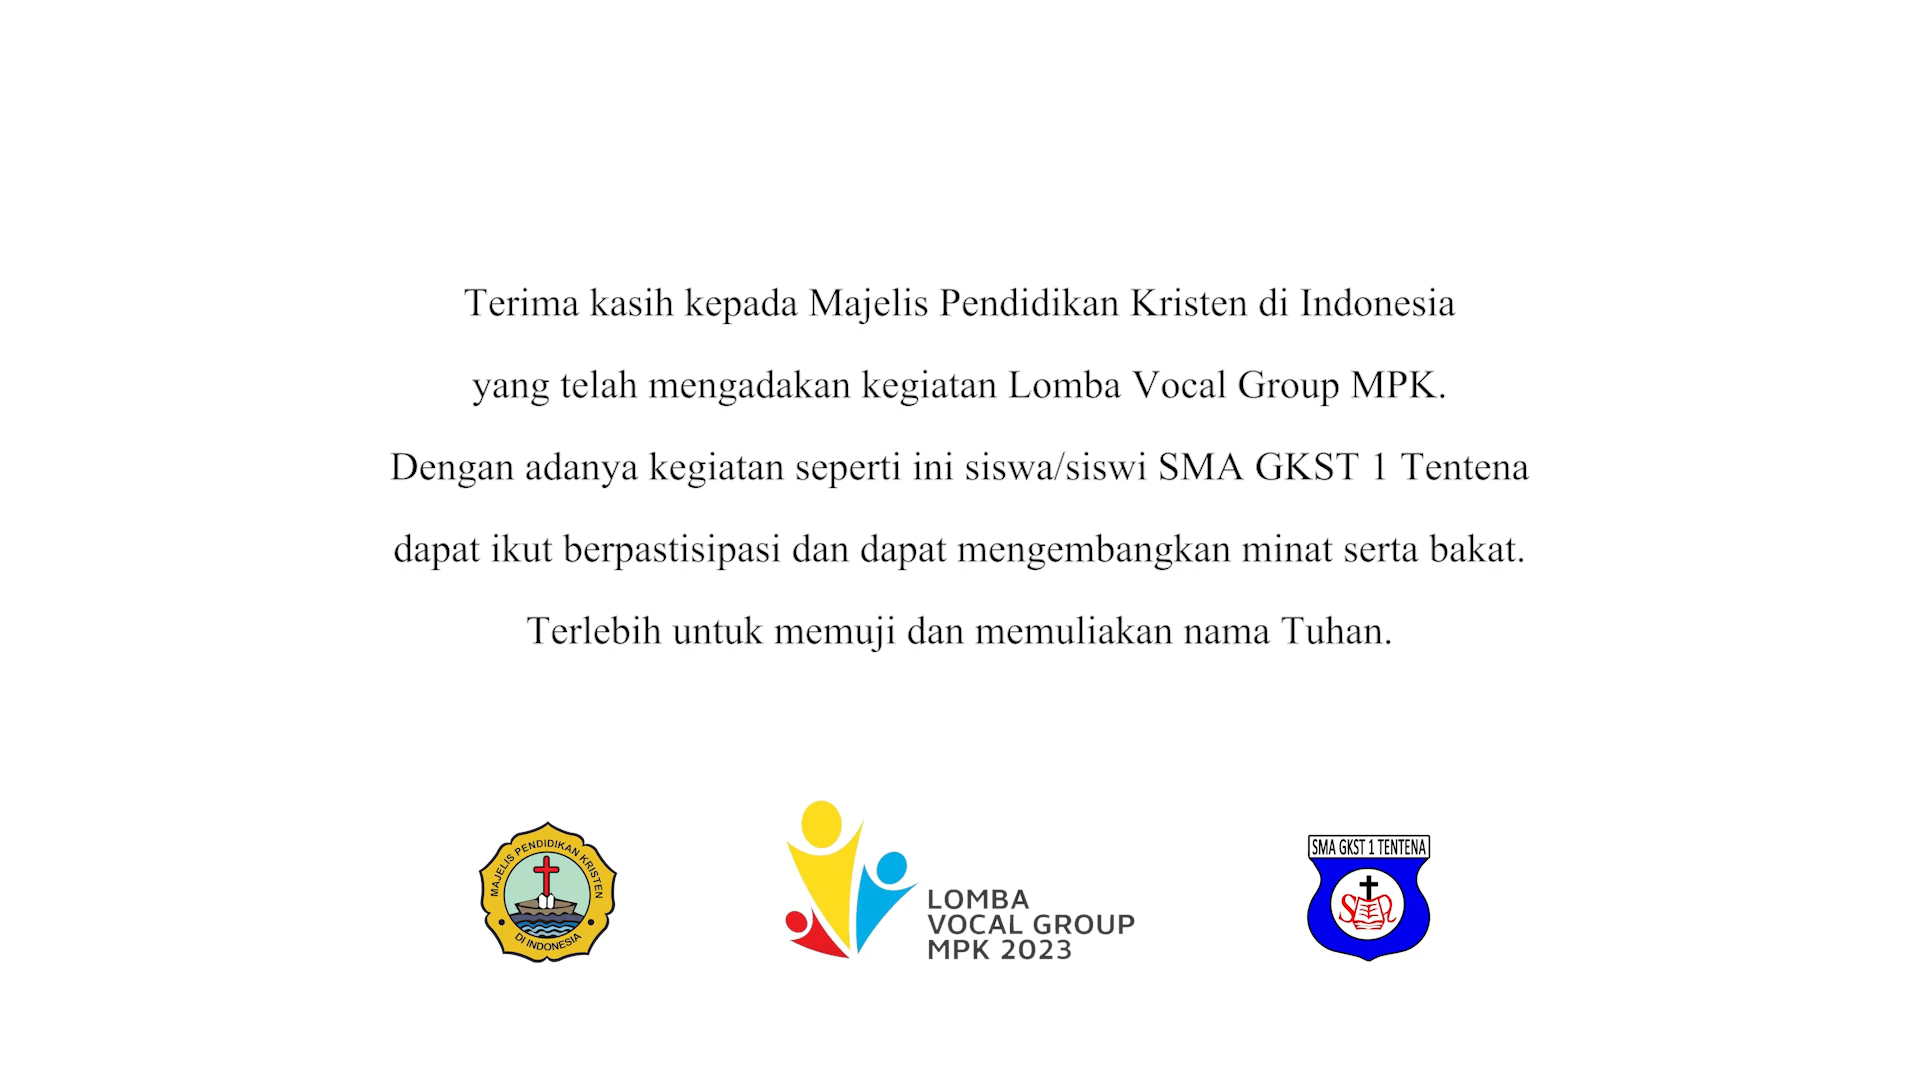 Terima kasih kepada Majelis Pendidikan Kristen di Indonesia
yang telah mengadakan kegiatan Lomba Vocal Group MPK.
Dengan adanya kegiatan seperti ini siswa/siswi SMA GKST 1 Tentena
dapat ikut berpastisipasi dan dapat mengembangkan minat serta bakat.
Terlebih untuk memuji dan memuliakan nama Tuhan.
MAJELIS PENDIDIKAN KRISTEN
DI INDONESIA
LOMBA
VOCAL GROUP
MPK 2023
SMA GKST 1 TENTENA